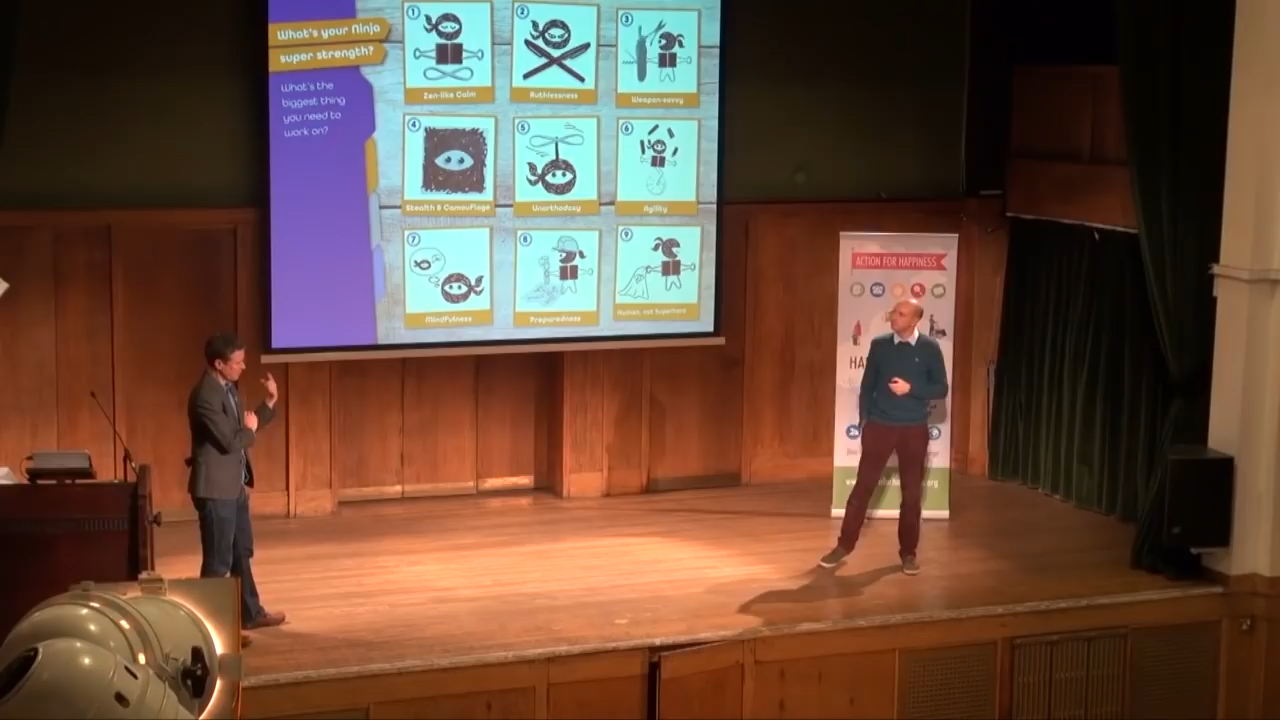 What's your Ninja
super strength?
What's the
biggest thing
you need to
work on?
1
Zen-like Calm
2
Ruthlessness
3
Weapon-savvy
4
Stealth & Camouflage
5
Unorthodoxy
6
Agility
7
Mindfulness
8
Preparedness
9
Human, not Superhero
ACTION FOR HAPPINESS
HA